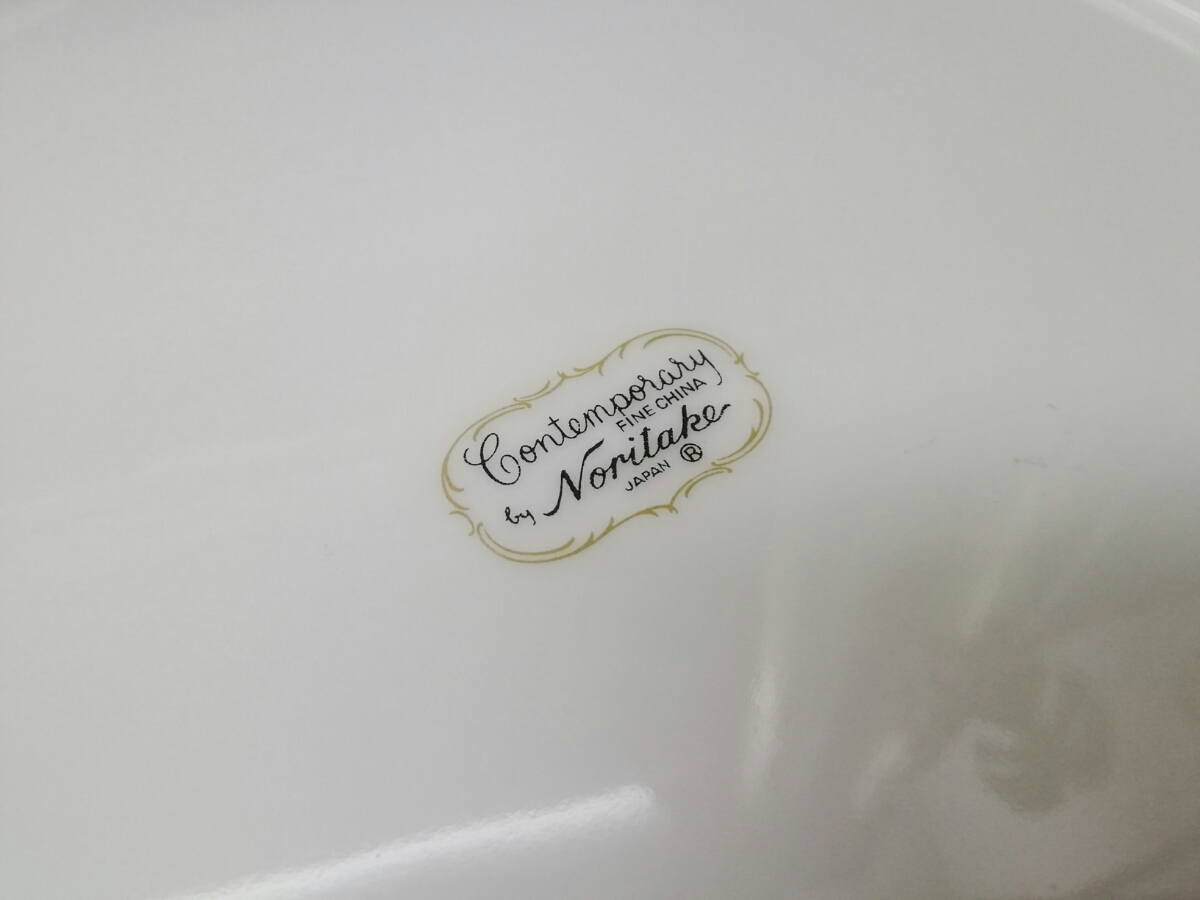 Contemporary
FINE CHINA
by Noritake
JAPAN ®